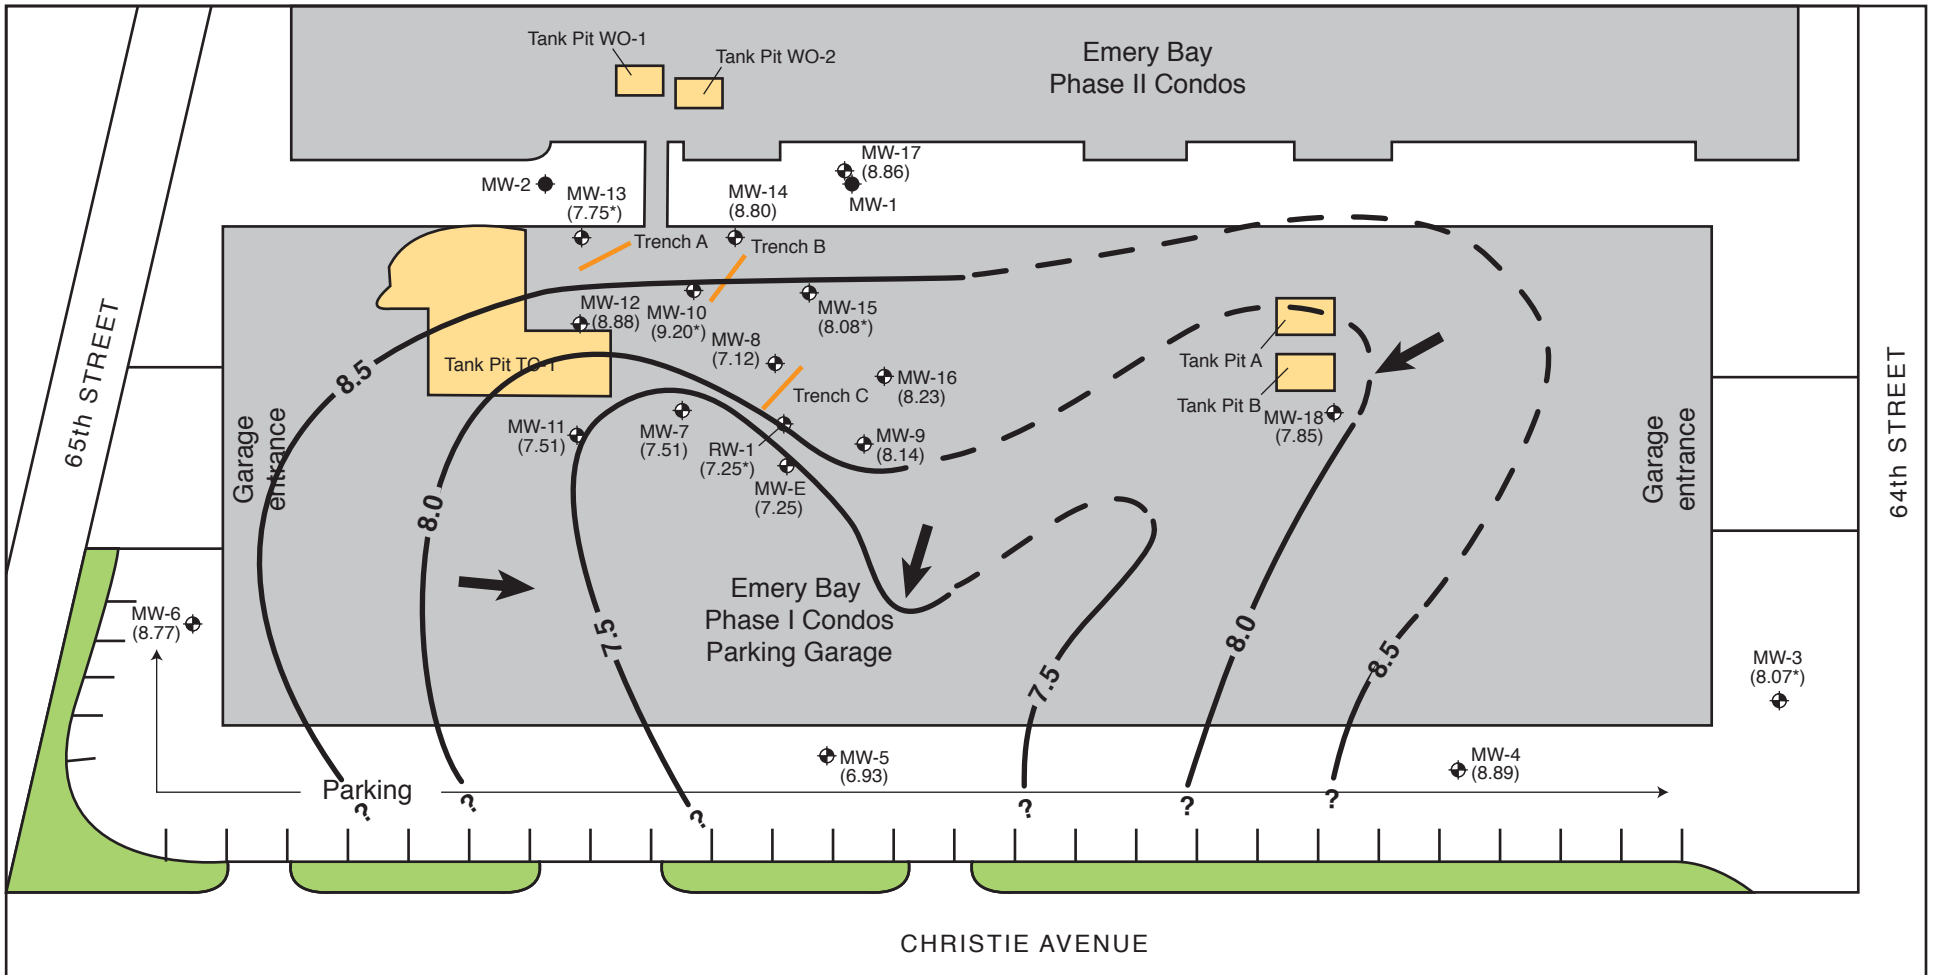 Tank Pit WO-1
Tank Pit WO-2
Emery Bay
Phase II Condos
MW-17
(8.86)
MW-2
MW-13
(7.75*)
MW-14
(8.80)
MW-1
Trench A
Trench B
MW-12
(8.88)
MW-10
(9.20*)
MW-15
(8.08*)
65th STREET
8.5
Tank Pit TO-1
MW-8
(7.12)
MW-16
(8.23)
Trench C
Tank Pit A
Tank Pit B
MW-18
(7.85)
64th STREET
Garage
entrance
MW-11
(7.51)
MW-7
(7.51)
RW-1
(7.25*)
MW-9
(8.14)
MW-E
(7.25)
Garage
entrance
8.0
Emery Bay
Phase I Condos
Parking Garage
MW-6
(8.77)
7.5
7.5
8.0
8.5
MW-3
(8.07*)
MW-5
(6.93)
MW-4
(8.89)
Parking
?
?
?
?
?
?
CHRISTIE AVENUE